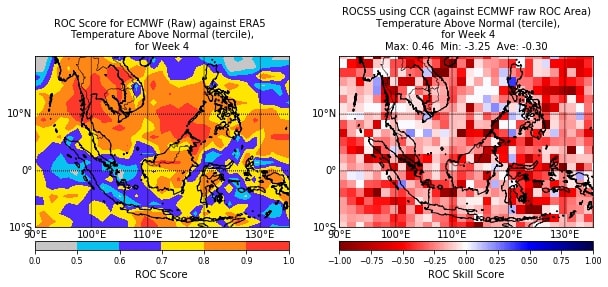 ROC Score for ECMWF (Raw) against ERA5
Temperature Above Normal (tercile),
for Week 4
10°N
0°
10°S
90°E 100°E 110°E 120°E 130°E
0.0 0.5 0.6 0.7 0.8 0.9 1.0
ROC Score
ROCSS using CCR (against ECMWF raw ROC Area)
Temperature Above Normal (tercile),
for Week 4
Max: 0.46 Min: -3.25 Ave: -0.30
10°N
0°
10°S
90°E 100°E 110°E 120°E 130°E
−1.00 −0.75 −0.50 −0.25 0.00 0.25 0.50 0.75 1.00
ROC Skill Score